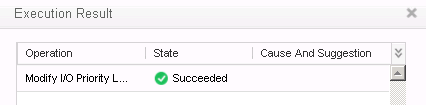 Execution Result
Operation State Cause And Suggestion
Modify I/O Priority L... Succeeded